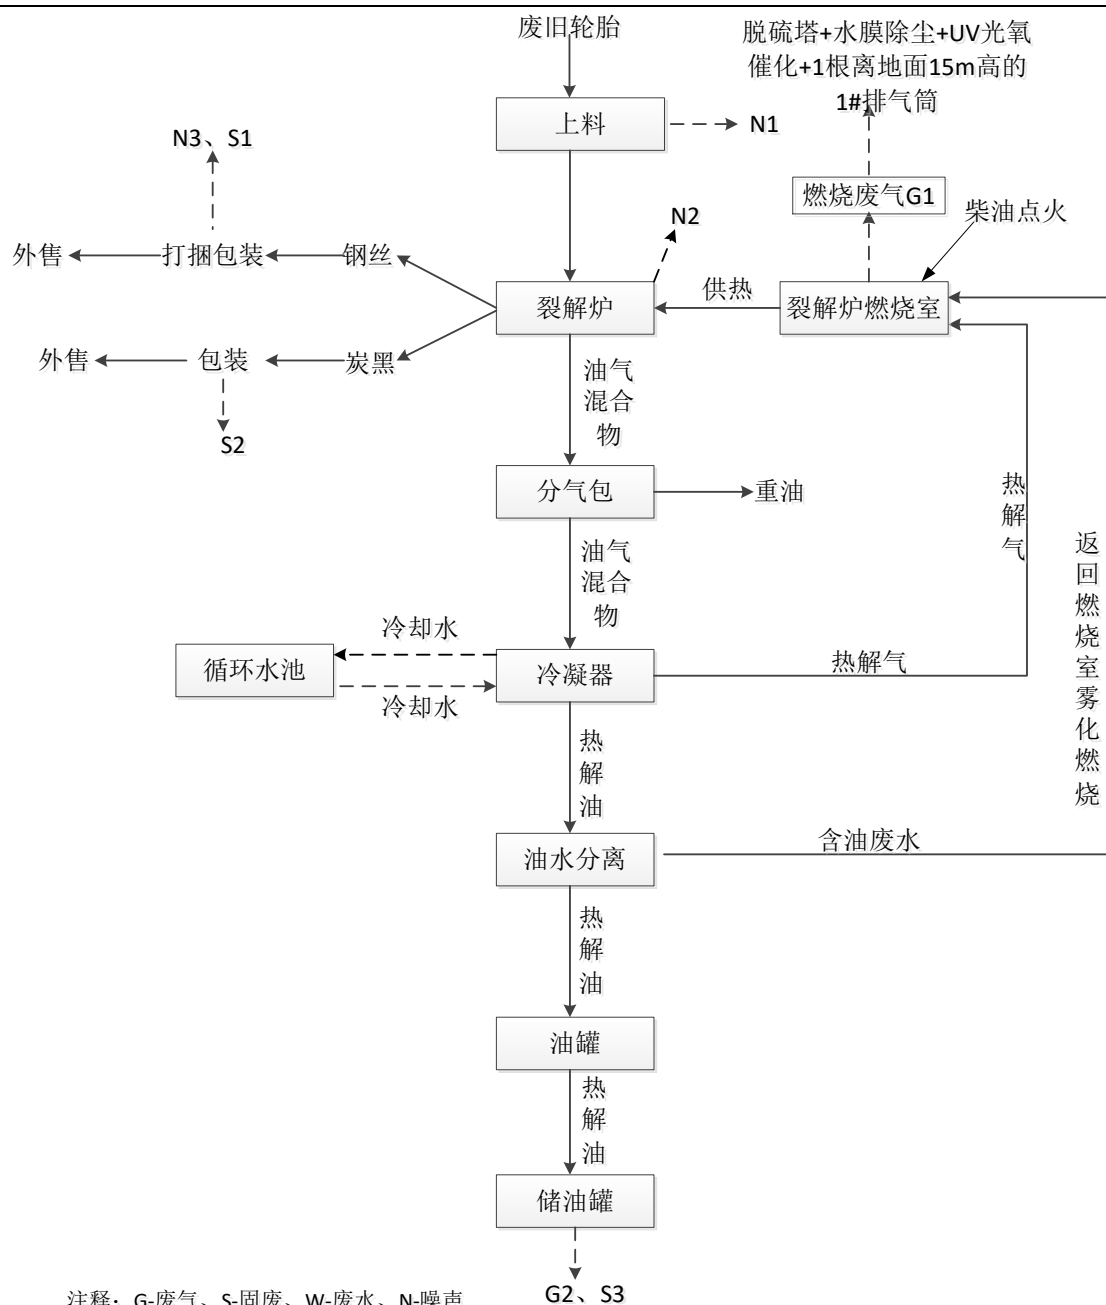 废旧轮胎
脱硫塔+水膜除尘+UV光氧
催化+1根离地面15m高的
1#排气筒
上料
N1
N3、S1
燃烧废气G1
柴油点火
N2
外售
打捆包装
钢丝
裂解炉
供热
裂解炉燃烧室
外售
包装
炭黑
油气
混合
物
S2
分气包
重油
热
解
气
油气
混合
物
返
回
燃
烧
室
雾
化
燃
烧
冷却水
循环水池
冷凝器
热解气
冷却水
热
解
油
油水分离
含油废水
热
解
油
油罐
热
解
油
储油罐
G2、S3
注释：G-废气、S-固废、W-废水、N-噪声